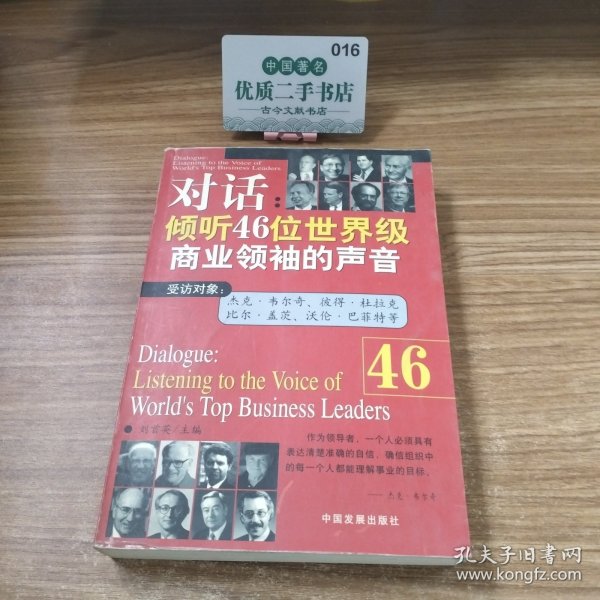 016
中国著名
优质二手书店
古今文献书店
Dialogue:
Listening to the Voice of
World's Top Business Leaders
对话:
倾听46位世界级
商业领袖的声音
受访对象:
杰克·韦尔奇、彼得·杜拉克
比尔·盖茨、沃伦·巴菲特等
Dialogue:
Listening to the Voice of
World's Top Business Leaders
46
刘首英/主编
作为领导者,一个人必须具有
表达清楚准确的自信,确信组织中
的每一个人都能理解事业的目标。
——杰克·韦尔奇
中国发展出版社
孔夫子旧书网
www.kongfz.com